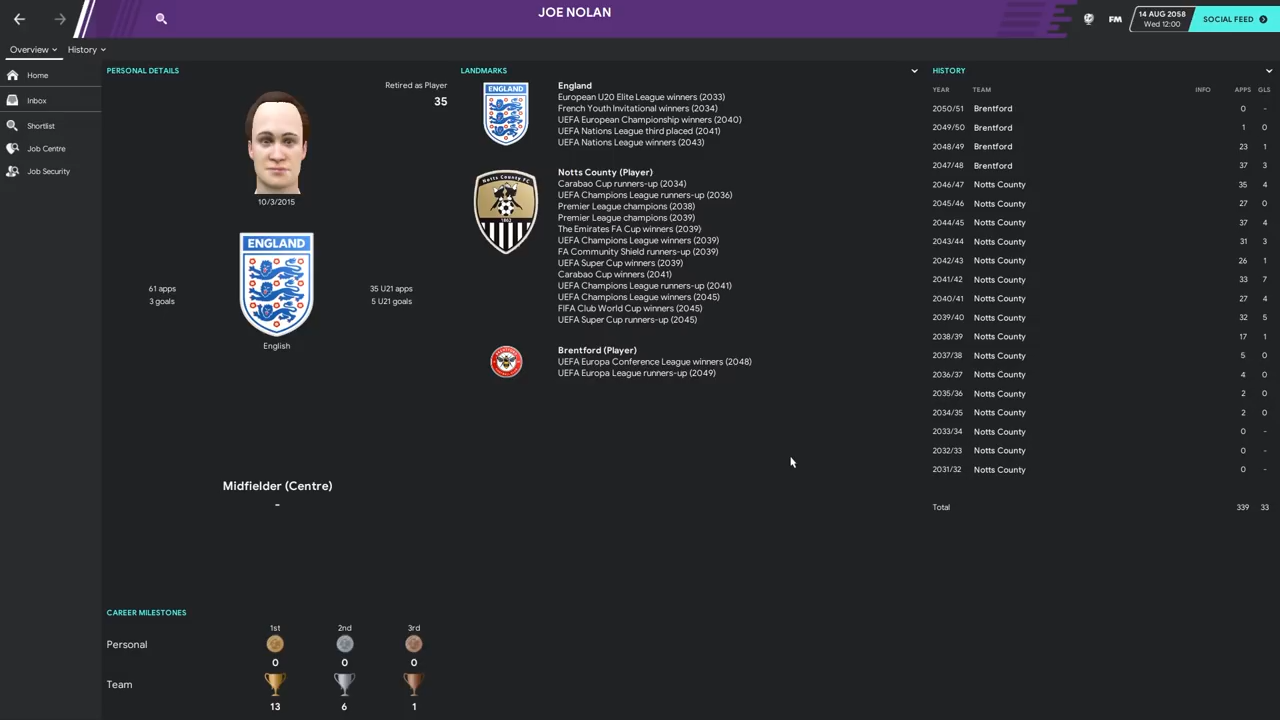 JOE NOLAN
FM
14 AUG 2058
Wed 12:00
SOCIAL FEED
Overview
History
Home
Inbox
Shortlist
Job Centre
Job Security
PERSONAL DETAILS
Retired as Player
35
10/3/2015
ENGLAND
61 apps
3 goals
35 U21 apps
5 U21 goals
English
Midfielder (Centre)
-
CAREER MILESTONES
1st 2nd 3rd
Personal
0 0 0
Team
13 6 1
LANDMARKS
ENGLAND
England
European U20 Elite League winners (2033)
French Youth Invitational winners (2034)
UEFA European Championship winners (2040)
UEFA Nations League third placed (2041)
UEFA Nations League winners (2043)
Notts County FC
1862
Notts County (Player)
Carabao Cup runners-up (2034)
UEFA Champions League runners-up (2036)
Premier League champions (2038)
Premier League champions (2039)
The Emirates FA Cup winners (2039)
UEFA Champions League winners (2039)
FA Community Shield runners-up (2039)
UEFA Super Cup winners (2039)
Carabao Cup winners (2041)
UEFA Champions League runners-up (2041)
UEFA Champions League winners (2045)
FIFA Club World Cup winners (2045)
UEFA Super Cup runners-up (2045)
Brentford (Player)
UEFA Europa Conference League winners (2048)
UEFA Europa League runners-up (2049)
HISTORY
YEAR TEAM INFO APPS GLS
2050/51 Brentford 0 -
2049/50 Brentford 1 0
2048/49 Brentford 23 1
2047/48 Brentford 37 3
2046/47 Notts County 35 4
2045/46 Notts County 27 0
2044/45 Notts County 37 4
2043/44 Notts County 31 3
2042/43 Notts County 26 1
2041/42 Notts County 33 7
2040/41 Notts County 27 4
2039/40 Notts County 32 5
2038/39 Notts County 17 1
2037/38 Notts County 5 0
2036/37 Notts County 4 0
2035/36 Notts County 2 0
2034/35 Notts County 2 0
2033/34 Notts County 0 -
2032/33 Notts County 0 -
2031/32 Notts County 0 -
Total 339 33